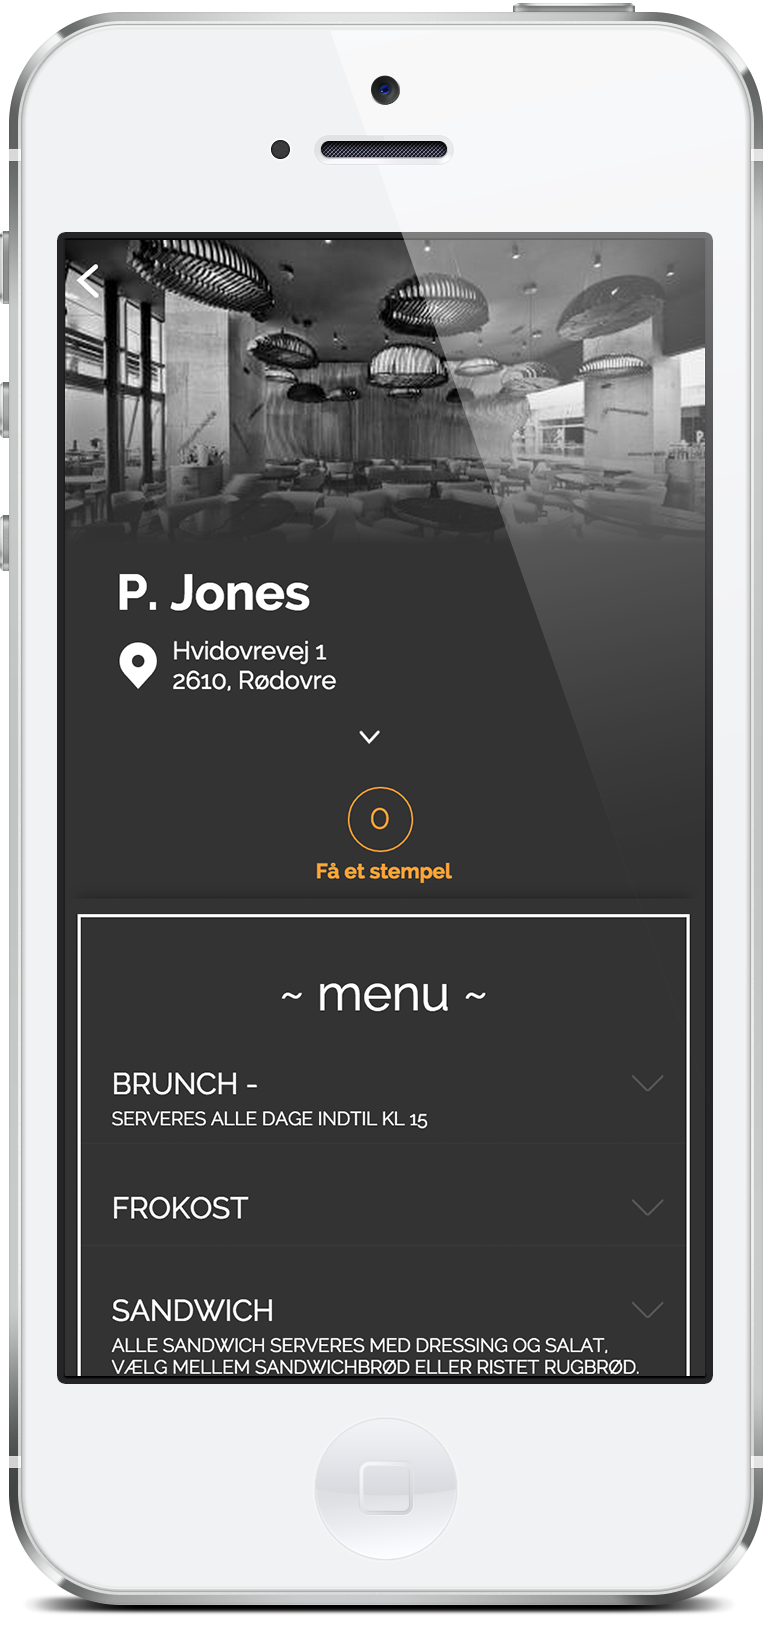 P. Jones
Hvidovrevej 1
2610, Rødovre
0
Få et stempel
~ menu ~
BRUNCH -
SERVERES ALLE DAGE INDTIL KL 15
FROKOST
SANDWICH
ALLE SANDWICH SERVERES MED DRESSING OG SALAT,
VÆLG MELLEM SANDWICHBRØD ELLER RISTET RUGBRØD.